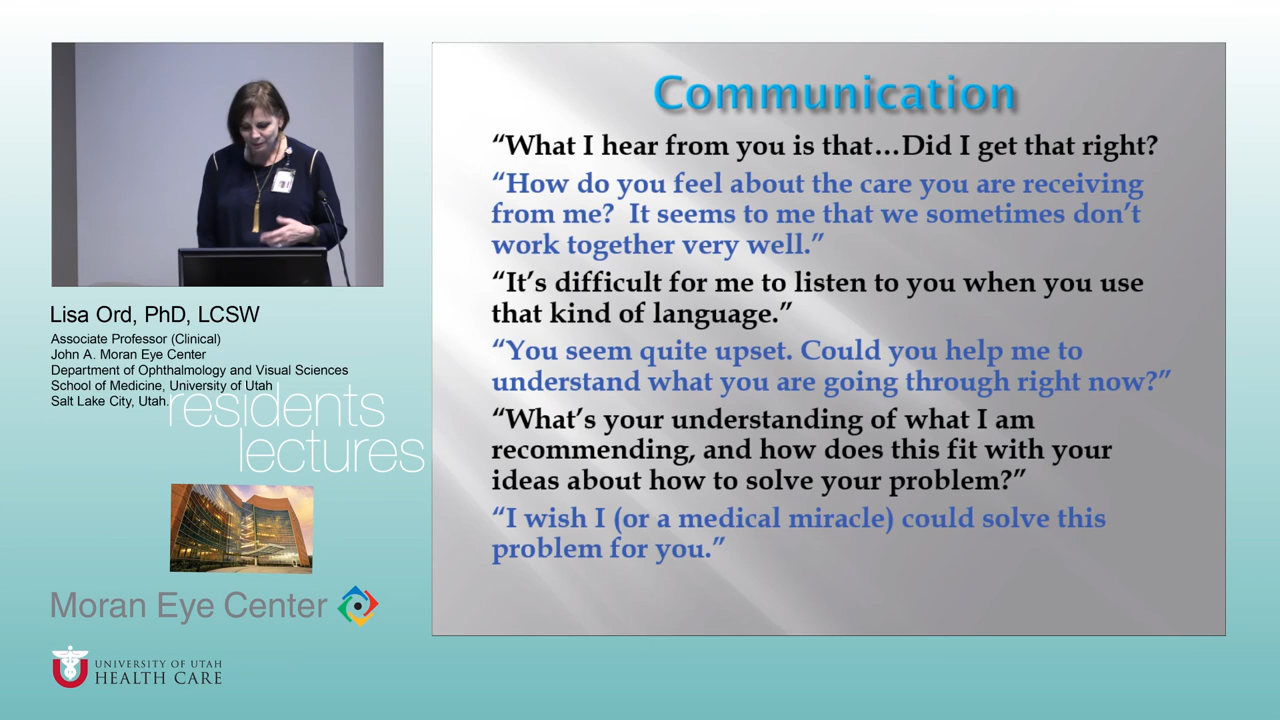 Lisa Ord, PhD, LCSW
Associate Professor (Clinical)
John A. Moran Eye Center
Department of Ophthalmology and Visual Sciences
School of Medicine, University of Utah
Salt Lake City, Utah.
residents
lectures
Moran Eye Center
UNIVERSITY OF UTAH
HEALTH CARE
Communication
“What I hear from you is that…Did I get that right?
“How do you feel about the care you are receiving
from me?  It seems to me that we sometimes don’t
work together very well.”
“It’s difficult for me to listen to you when you use
that kind of language.”
“You seem quite upset. Could you help me to
understand what you are going through right now?”
“What’s your understanding of what I am
recommending, and how does this fit with your
ideas about how to solve your problem?”
“I wish I (or a medical miracle) could solve this
problem for you.”